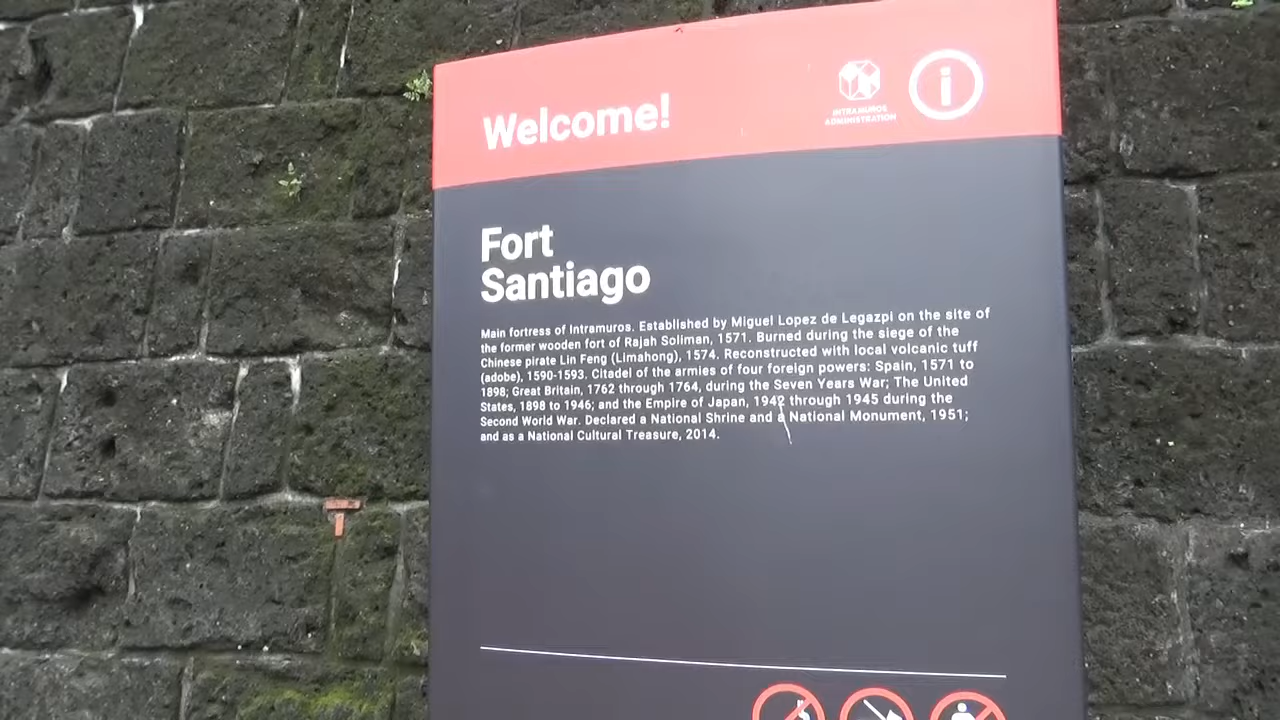 Welcome!
INTRAMUROS
ADMINISTRATION
i
Fort
Santiago
Main fortress of Intramuros. Established by Miguel Lopez de Legazpi on the site of
the former wooden fort of Rajah Soliman, 1571. Burned during the siege of the
Chinese pirate Lin Feng (Limahong), 1574. Reconstructed with local volcanic tuff
(adobe), 1590-1593. Citadel of the armies of four foreign powers: Spain, 1571 to
1898; Great Britain, 1762 through 1764, during the Seven Years War; The United
States, 1898 to 1946; and the Empire of Japan, 1942 through 1945 during the
Second World War. Declared a National Shrine and a National Monument, 1951;
and as a National Cultural Treasure, 2014.